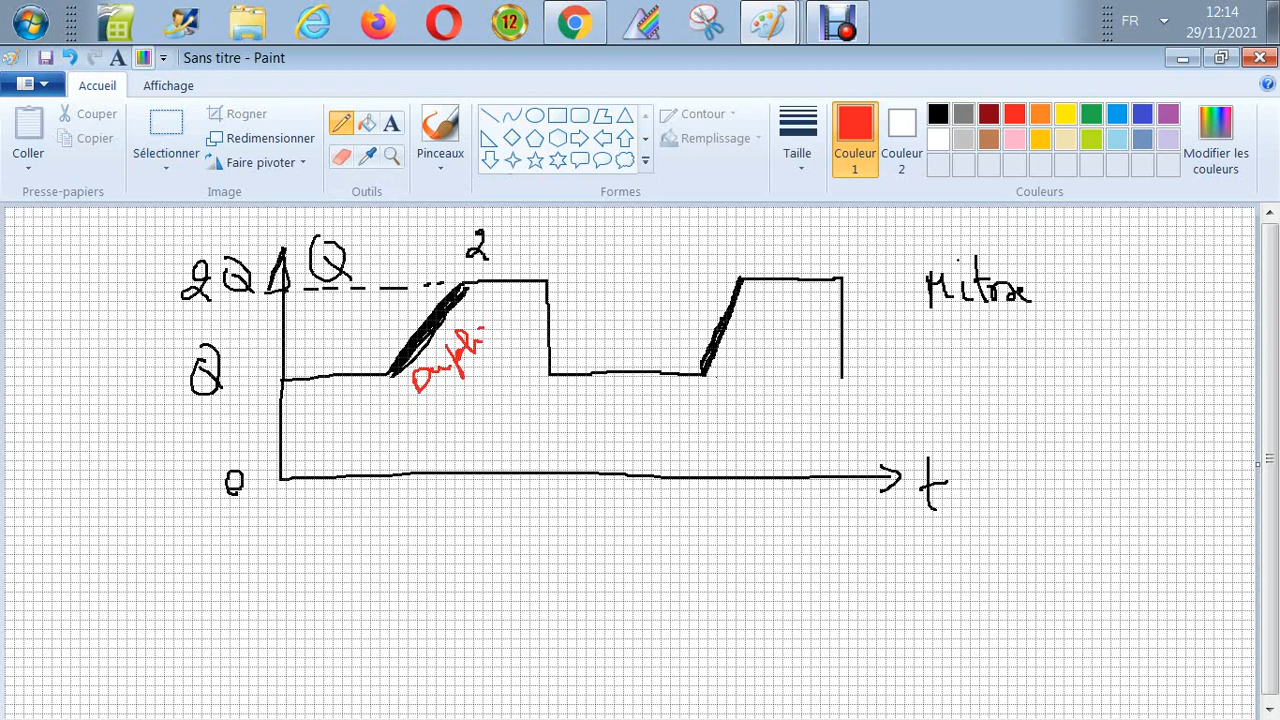 12
FR
12:14
29/11/2021
Sans titre - Paint
Accueil
Affichage
Coller
Couper
Copier
Presse-papiers
Sélectionner
Rogner
Redimensionner
Faire pivoter
Image
Outils
Pinceaux
Contour
Remplissage
Formes
Taille
Couleur 1
Couleur 2
Modifier les couleurs
Couleurs
2Q
Q
2
Q
0
t